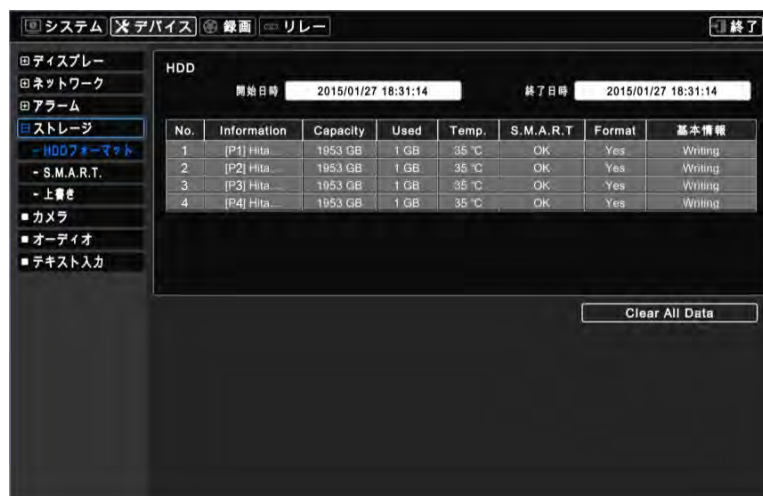 システム デバイス 録画 リレー 終了
ディスプレー
ネットワーク
アラーム
ストレージ
- HDDフォーマット
- S.M.A.R.T.
- 上書き
カメラ
オーディオ
テキスト入力
HDD
開始日時 2015/01/27 18:31:14 終了日時 2015/01/27 18:31:14
No. Information Capacity Used Temp. S.M.A.R.T Format 基本情報
1 [P1] Hita... 1953 GB 1 GB 35 °C OK Yes Writing
2 [P2] Hita... 1953 GB 1 GB 35 °C OK Yes Writing
3 [P3] Hita... 1953 GB 1 GB 35 °C OK Yes Writing
4 [P4] Hita... 1953 GB 1 GB 35 °C OK Yes Writing
Clear All Data